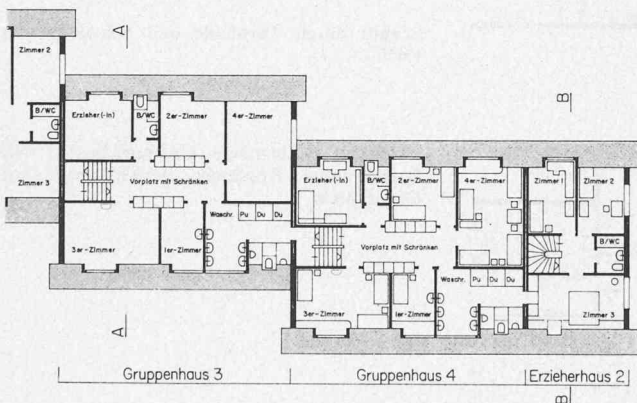 A
Zimmer 2
B/WC
Zimmer 3
Erzieher(-in)
B/WC
2er-Zimmer
4er-Zimmer
Vorplatz mit Schränken
3er-Zimmer
1er-Zimmer
Waschr. Pu Du Du
A
B
Erzieher (-in)
B/WC
2er-Zimmer
4er-Zimmer
Zimmer 1
Zimmer 2
Vorplatz mit Schränken
B/WC
3er-Zimmer
1er-Zimmer
Waschr. Pu Du Du
Zimmer 3
Gruppenhaus 3
Gruppenhaus 4
Erzieherhaus 2
B